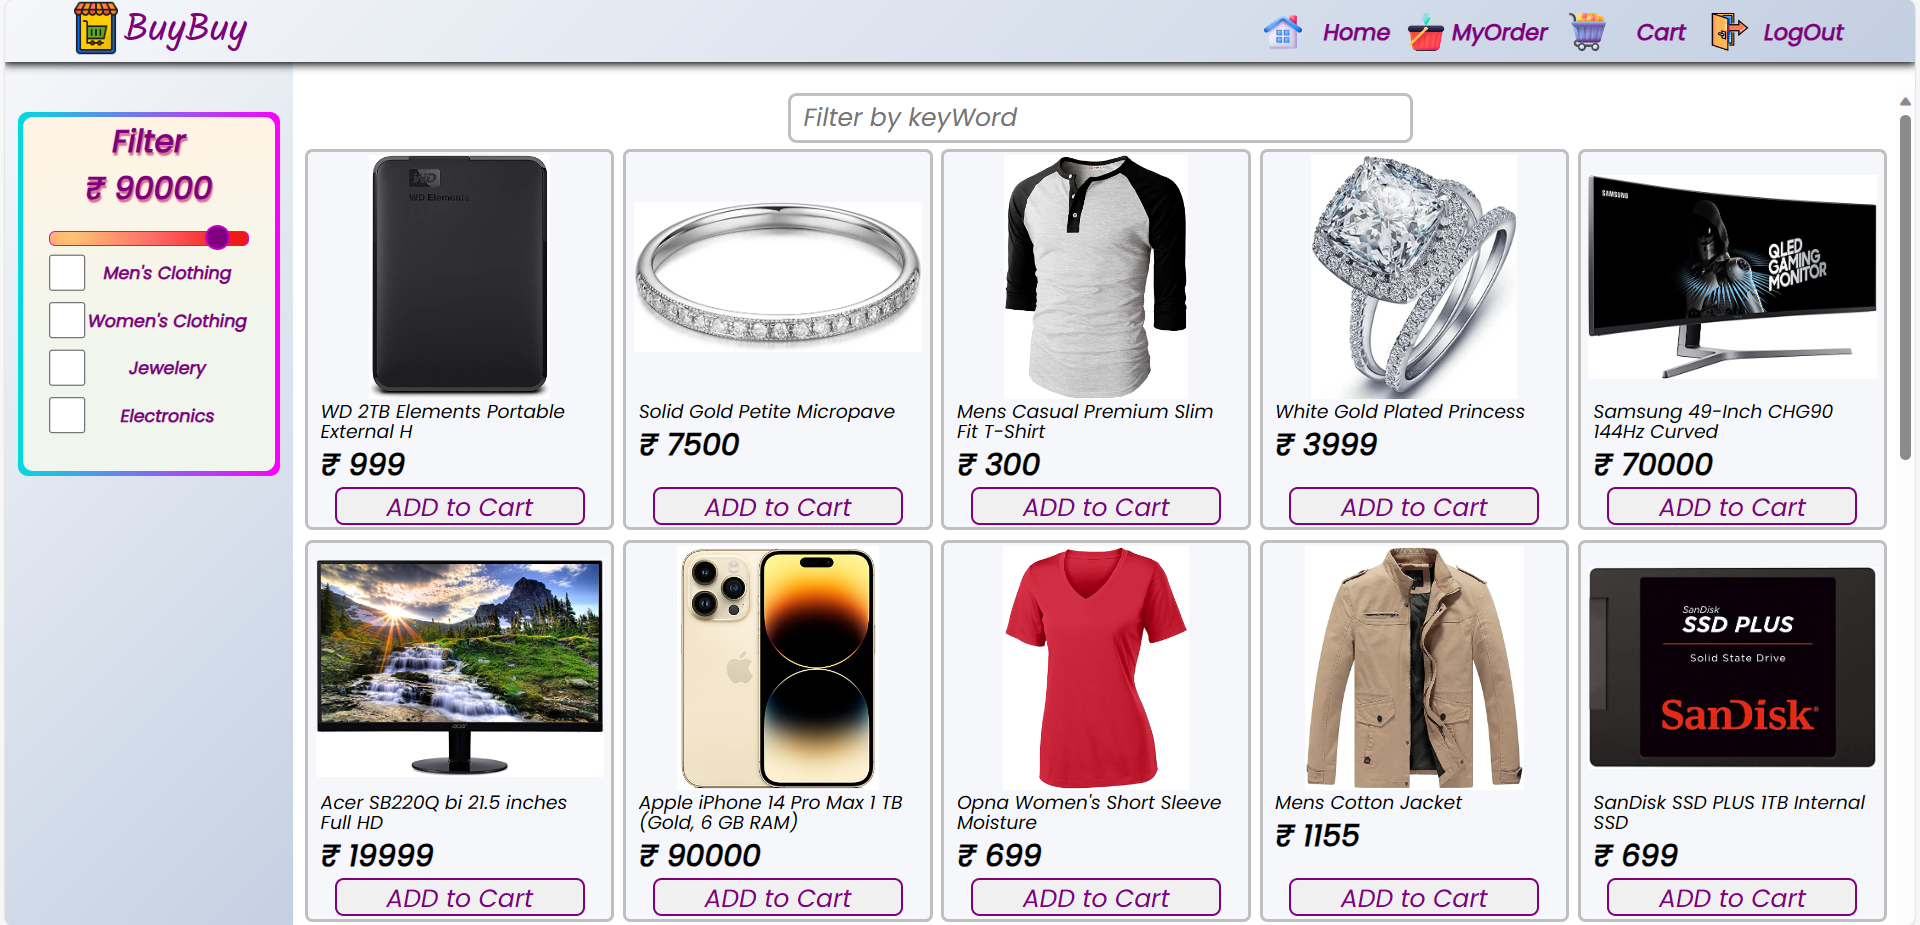 BuyBuy
Home MyOrder Cart LogOut
Filter
₹ 90000
Men's Clothing
Women's Clothing
Jewelery
Electronics
Filter by keyWord
WD
WD Elements
WD 2TB Elements Portable
External H
₹ 999
ADD to Cart
Solid Gold Petite Micropave
₹ 7500
ADD to Cart
Mens Casual Premium Slim
Fit T-Shirt
₹ 300
ADD to Cart
White Gold Plated Princess
₹ 3999
ADD to Cart
SAMSUNG
QLED
GAMING
MONITOR
Samsung 49-Inch CHG90
144Hz Curved
₹ 70000
ADD to Cart
acer
Acer SB220Q bi 21.5 inches
Full HD
₹ 19999
ADD to Cart
Apple iPhone 14 Pro Max 1 TB
(Gold, 6 GB RAM)
₹ 90000
ADD to Cart
Opna Women's Short Sleeve
Moisture
₹ 699
ADD to Cart
Mens Cotton Jacket
₹ 1155
ADD to Cart
SanDisk
SSD PLUS
Solid State Drive
SanDisk®
SanDisk SSD PLUS 1TB Internal
SSD
₹ 699
ADD to Cart